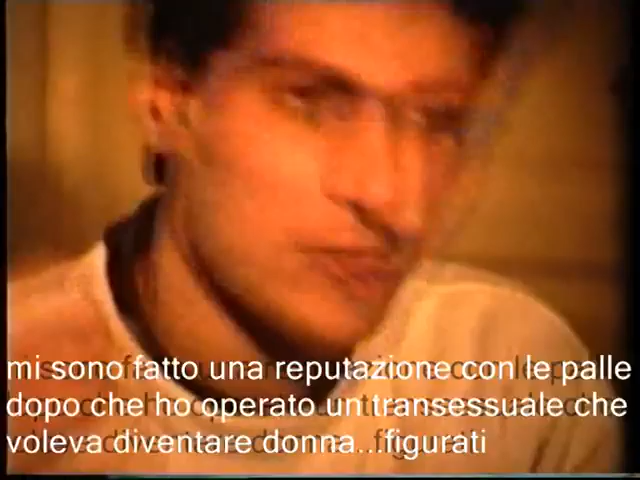 mi sono fatto una reputazione con le palle
dopo che ho operato un transessuale che
voleva diventare donna...figurati